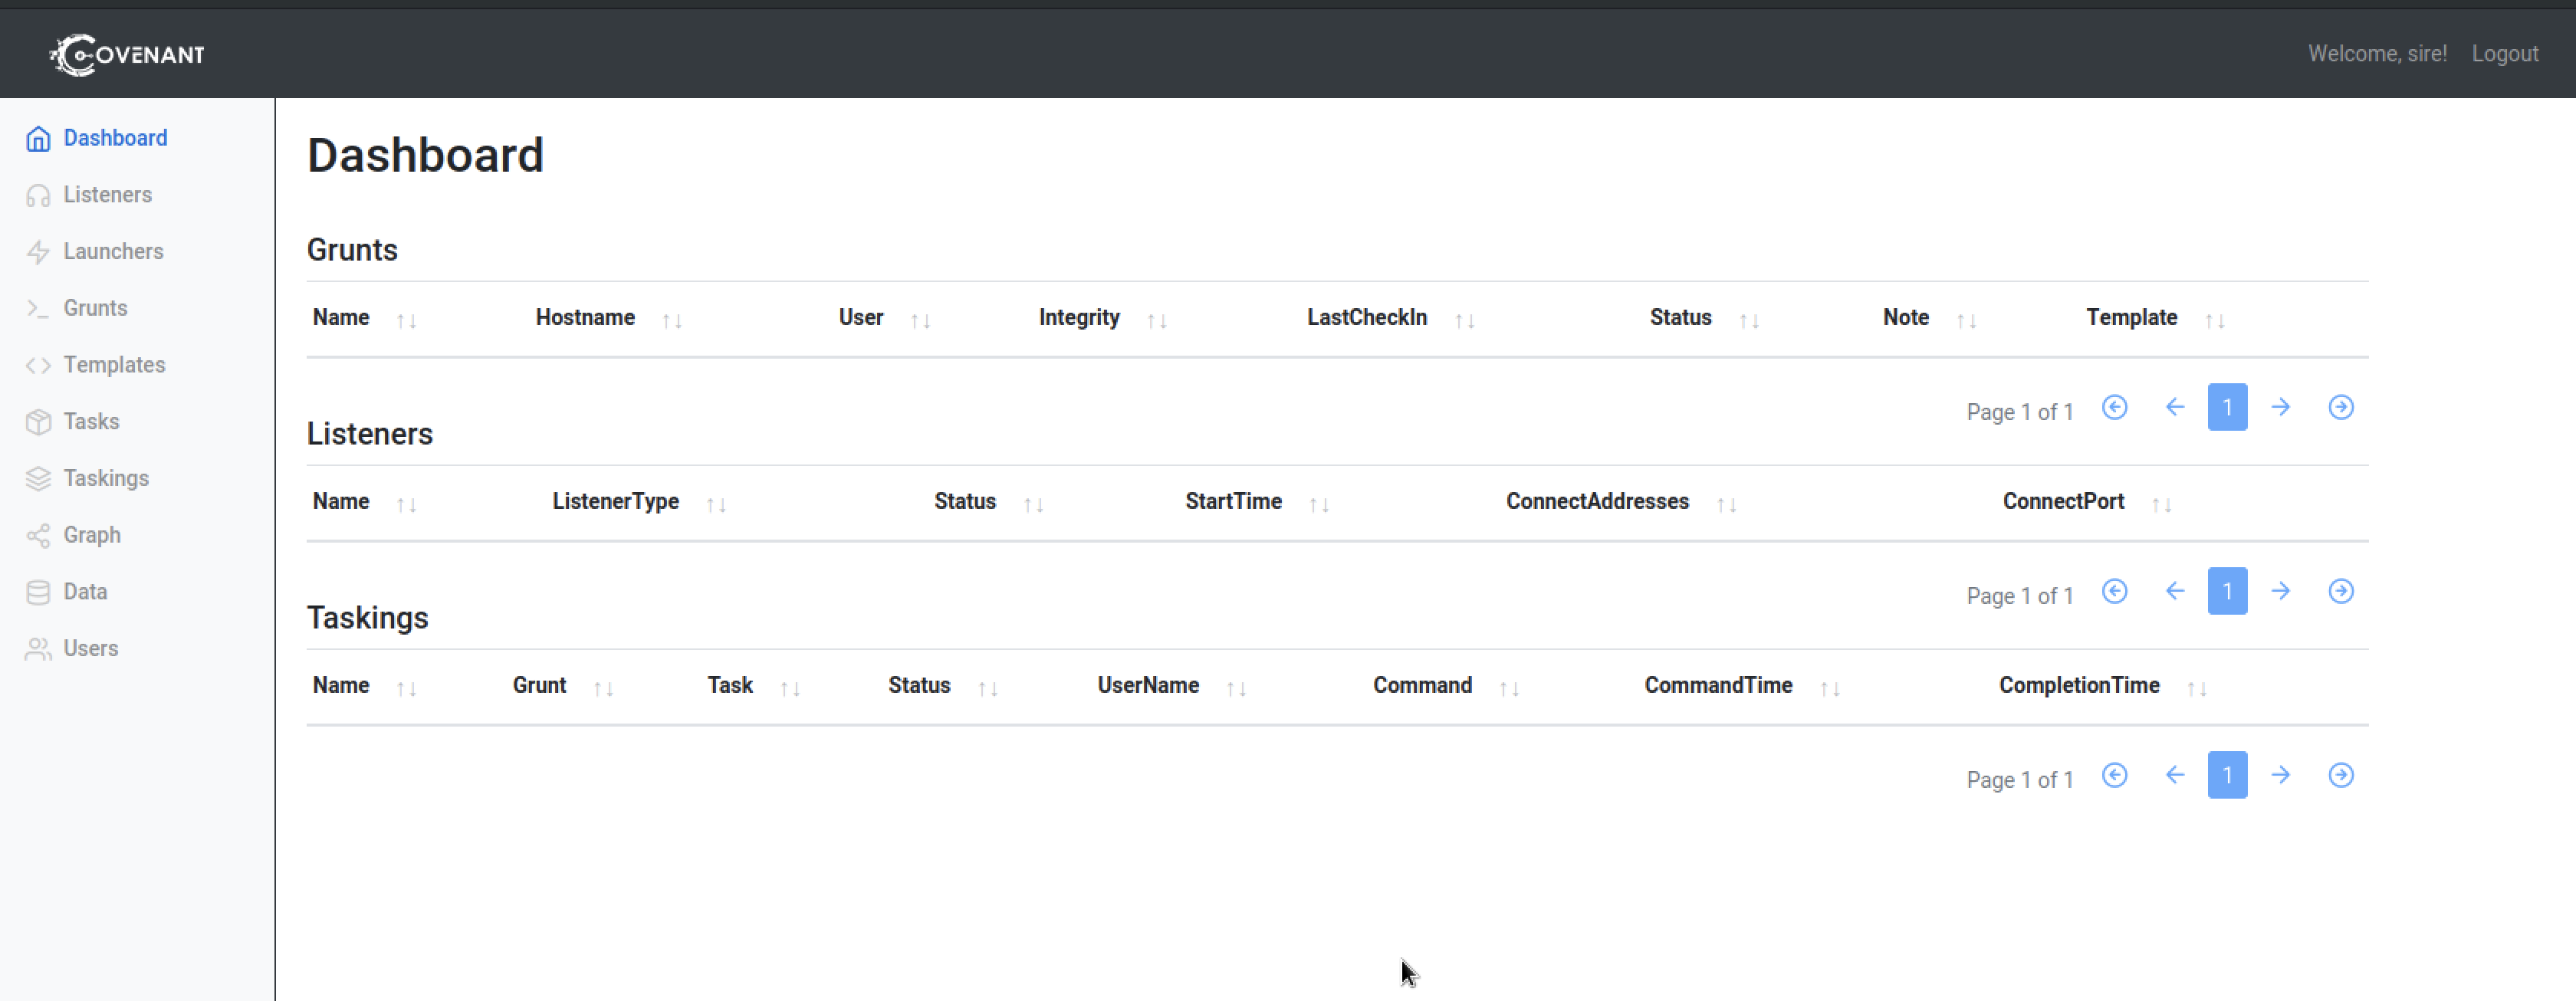 COVENANT
Welcome, sire! Logout
Dashboard
Listeners
Launchers
Grunts
Templates
Tasks
Taskings
Graph
Data
Users
Dashboard
Grunts
Name ↑↓ Hostname ↑↓ User ↑↓ Integrity ↑↓ LastCheckIn ↑↓ Status ↑↓ Note ↑↓ Template ↑↓
Page 1 of 1 1
Listeners
Name ↑↓ ListenerType ↑↓ Status ↑↓ StartTime ↑↓ ConnectAddresses ↑↓ ConnectPort ↑↓
Page 1 of 1 1
Taskings
Name ↑↓ Grunt ↑↓ Task ↑↓ Status ↑↓ UserName ↑↓ Command ↑↓ CommandTime ↑↓ CompletionTime ↑↓
Page 1 of 1 1